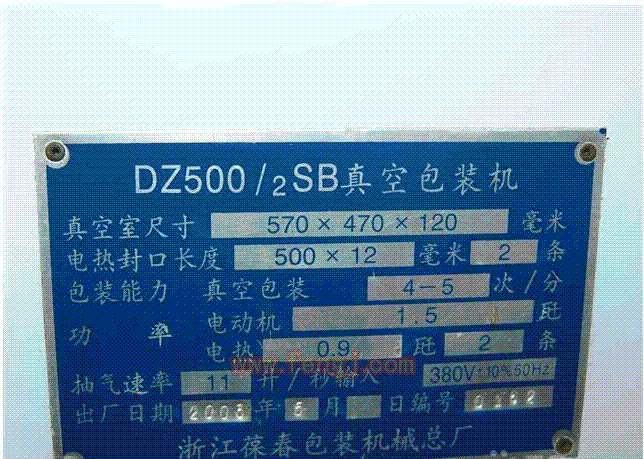 DZ500/2SB真空包装机
真空室尺寸 570×470×120 毫米
电热封口长度 500×12 毫米 2 条
包装能力 真空包装 4-5 次/分
功率 电动机 1.5 瓩
电热 0.9 瓩 2 条
抽气速率 11 升/秒 输入 380V±10% 50Hz
出厂日期 2008 年 6 月 日 编号 0182
浙江葆春包装机械总厂